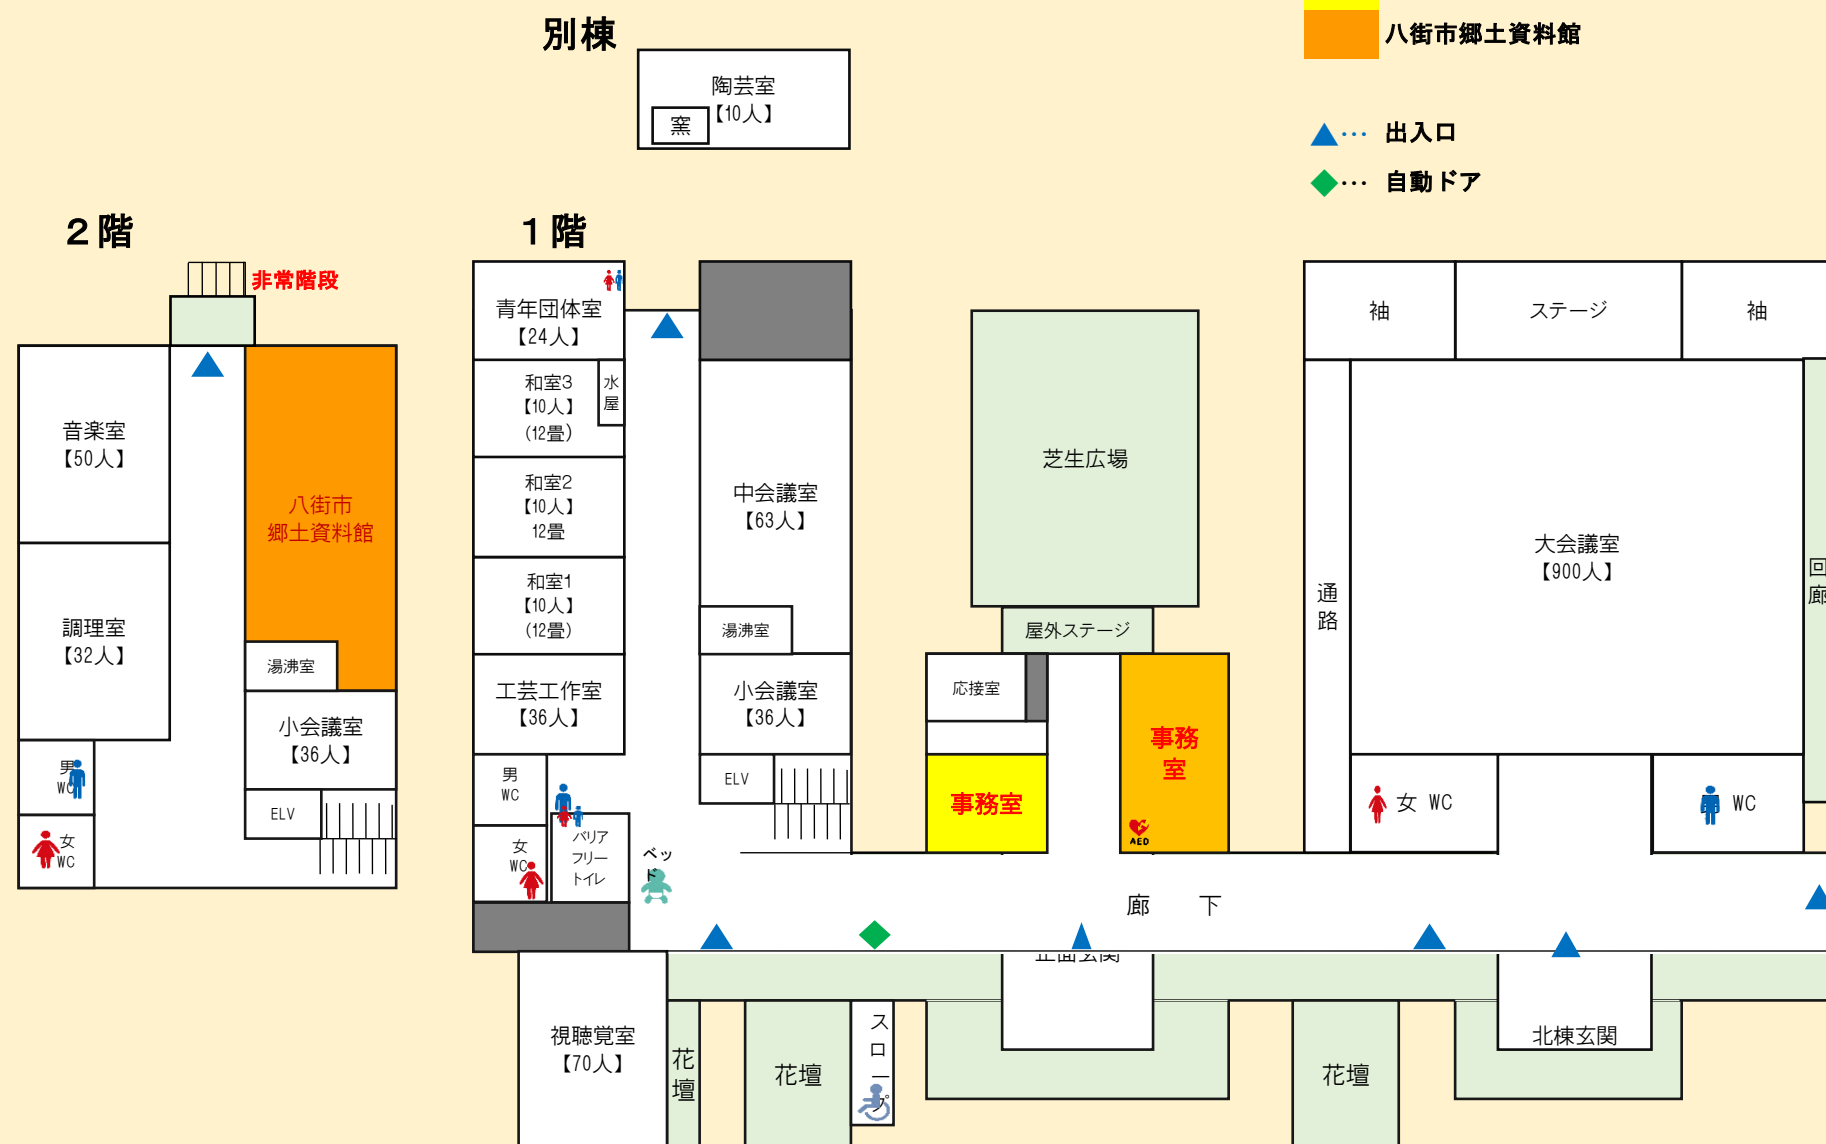 別棟
八街市郷土資料館
陶芸室
【10人】
窯
… 出入口
… 自動ドア
２階
１階
非常階段
音楽室
【50人】
八街市
郷土資料館
調理室
【32人】
湯沸室
小会議室
【36人】
男
WC
ELV
女
WC
青年団体室
【24人】
和室3
【10人】
(12畳)
水
屋
和室2
【10人】
12畳
和室1
【10人】
(12畳)
工芸工作室
【36人】
男
WC
女
WC
バリア
フリー
トイレ
ベッ
ド
中会議室
【63人】
湯沸室
小会議室
【36人】
ELV
芝生広場
屋外ステージ
応接室
事務室
事務
室
AED
袖
ステージ
袖
通
路
大会議室
【900人】
回
廊
女 WC
WC
廊 下
正面玄関
北棟玄関
視聴覚室
【70人】
花
壇
花壇
ス
ロ
ー
プ
花壇